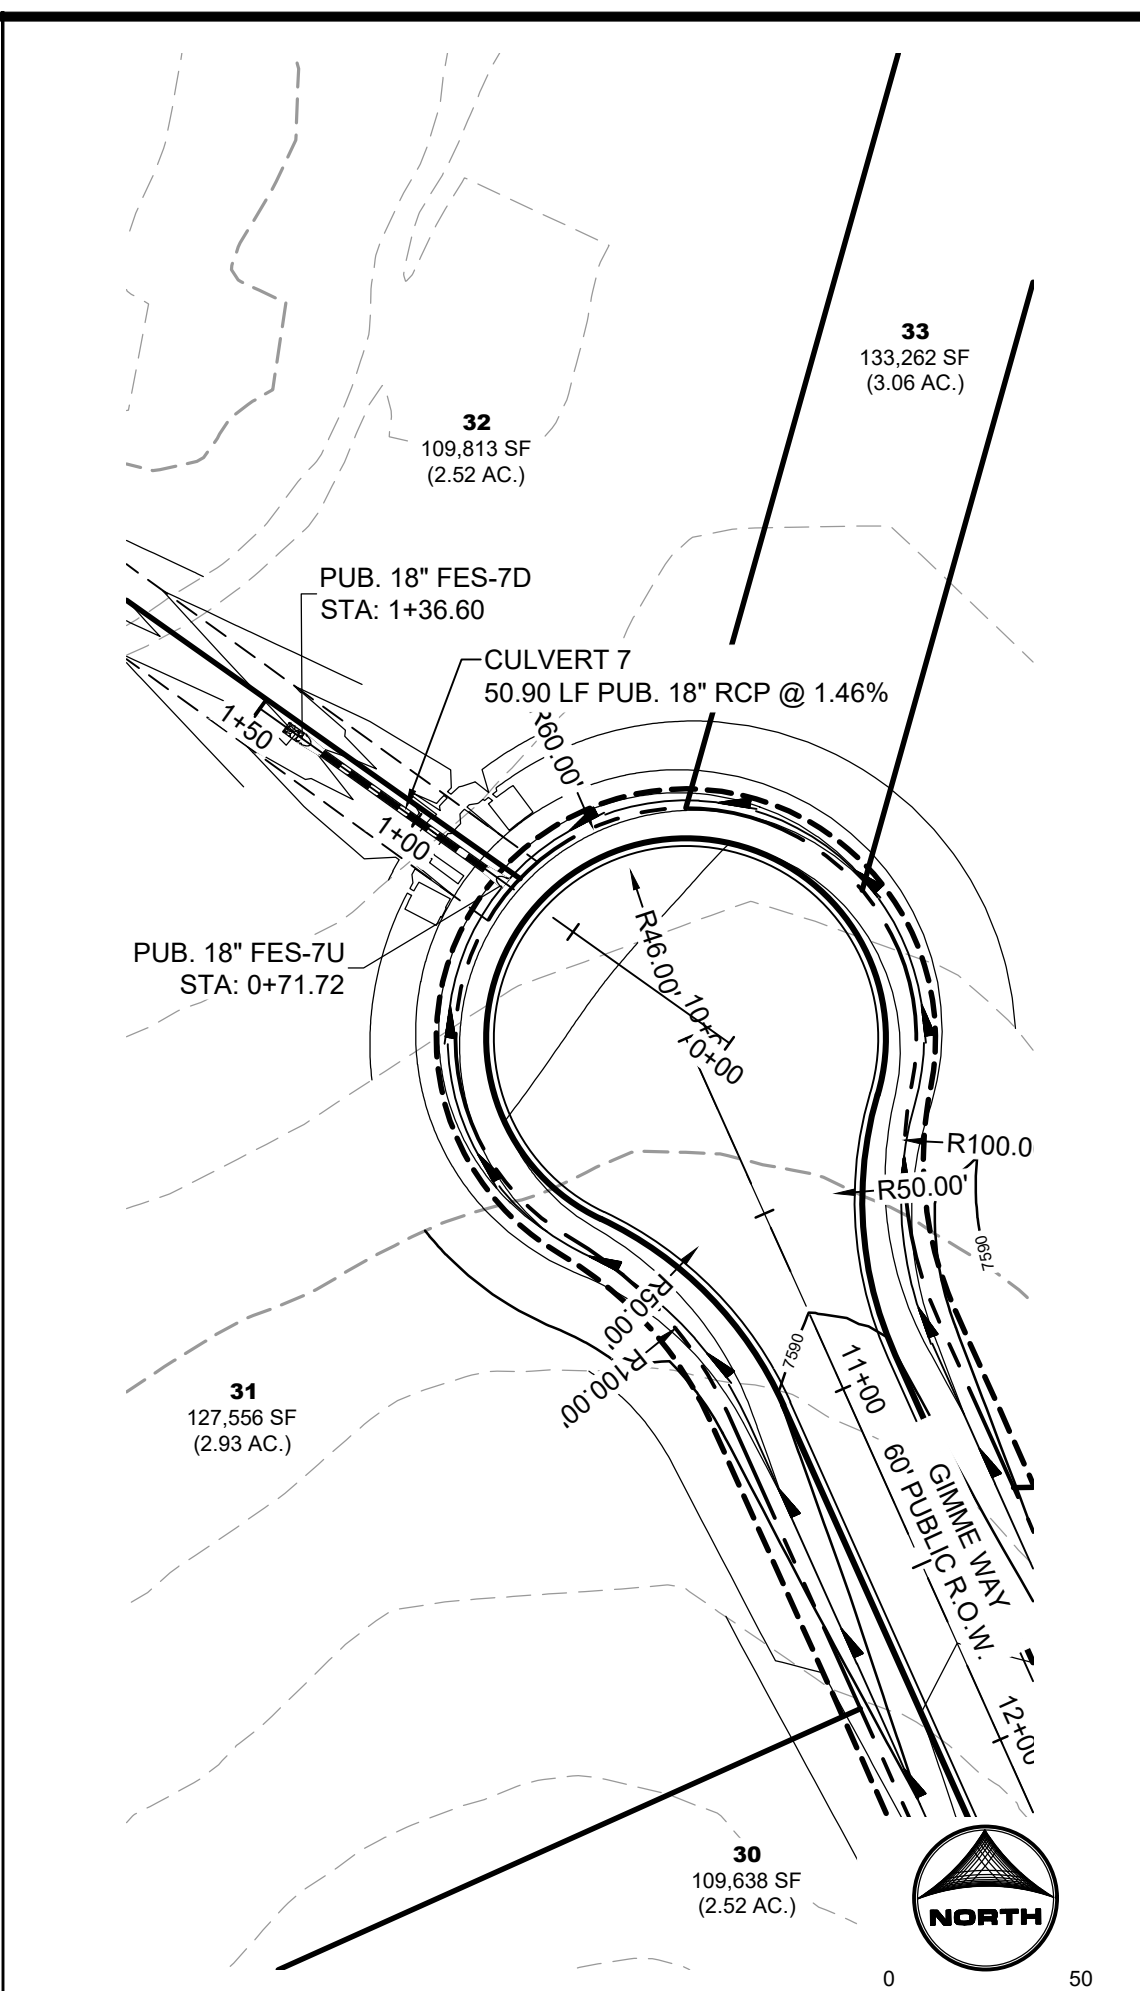 33
133,262 SF
(3.06 AC.)
32
109,813 SF
(2.52 AC.)
PUB. 18" FES-7D
STA: 1+36.60
CULVERT 7
50.90 LF PUB. 18" RCP @ 1.46%
R60.00'
1+50
1+00
PUB. 18" FES-7U
STA: 0+71.72
R46.00'
0+00
R100.0
R50.00'
7590
R50.00'
R100.00'
7590
11+00
31
127,556 SF
(2.93 AC.)
GIMME WAY
60' PUBLIC R.O.W.
30
109,638 SF
(2.52 AC.)
NORTH
0 50